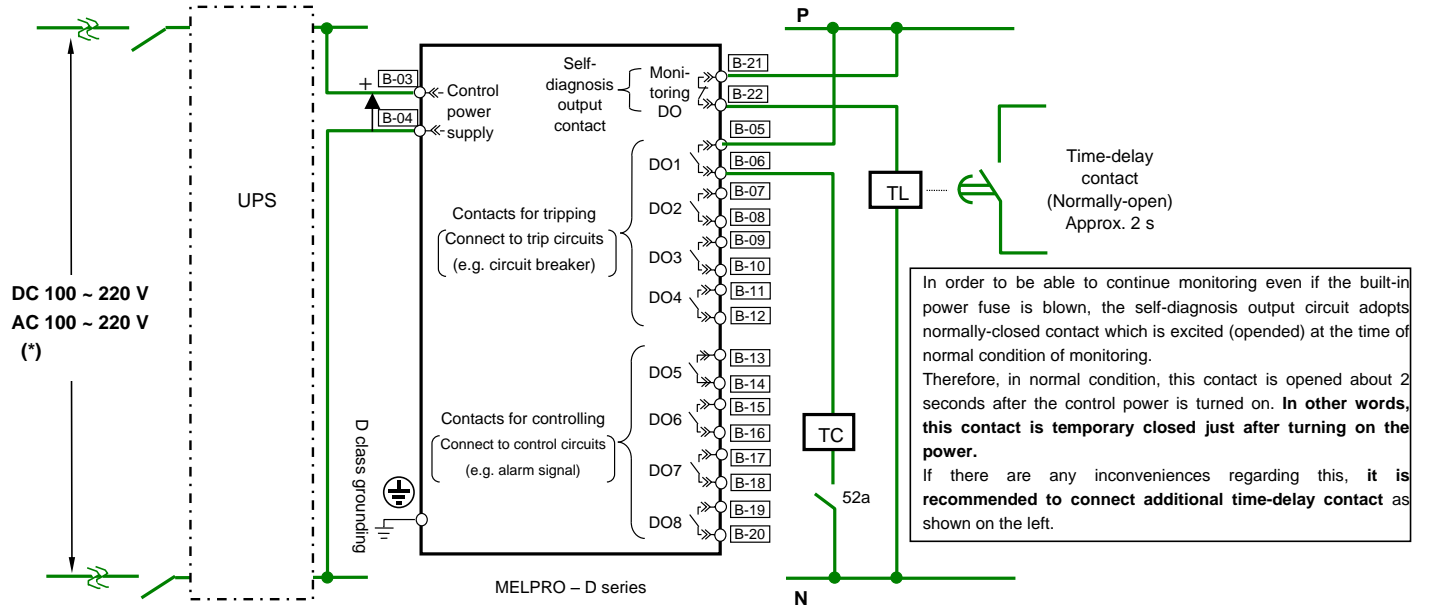 P
B-21
Self-
diagnosis
output
contact
Moni-
toring
DO
B-22
B-03
+
Control
power
supply
B-04
B-05
DO1
B-06
B-07
DO2
B-08
B-09
DO3
B-10
B-11
DO4
B-12
Contacts for tripping
Connect to trip circuits
(e.g. circuit breaker)
UPS
TL
Time-delay
contact
(Normally-open)
Approx. 2 s
DC 100 ~ 220 V
AC 100 ~ 220 V
(*)
In order to be able to continue monitoring even if the built-in
power fuse is blown, the self-diagnosis output circuit adopts
normally-closed contact which is excited (opended) at the time of
normal condition of monitoring.
Therefore, in normal condition, this contact is opened about 2
seconds after the control power is turned on. In other words,
this contact is temporary closed just after turning on the
power.
If there are any inconveniences regarding this, it is
recommended to connect additional time-delay contact as
shown on the left.
B-13
DO5
B-14
B-15
DO6
B-16
B-17
DO7
B-18
B-19
DO8
B-20
Contacts for controlling
Connect to control circuits
(e.g. alarm signal)
D class grounding
TC
52a
MELPRO – D series
N